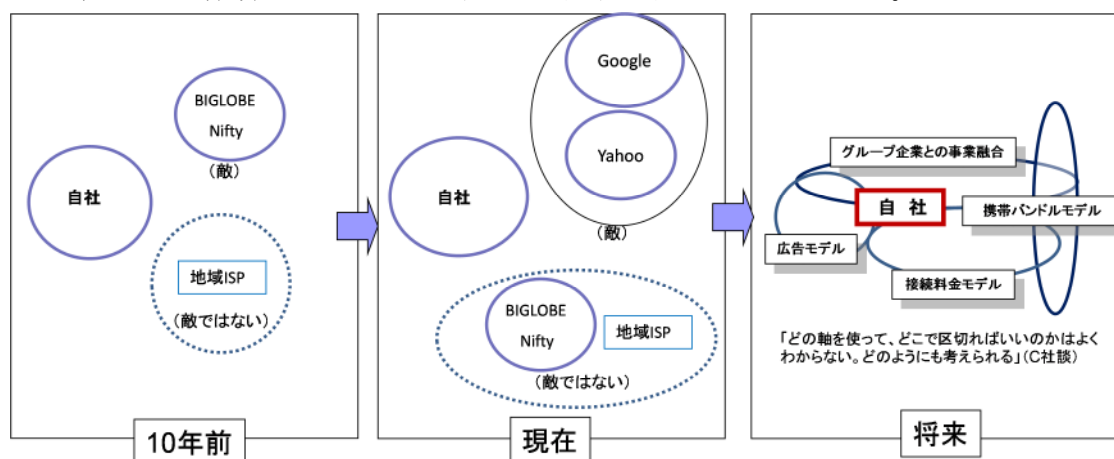 BIGLOBE
Nifty
(敵)
自社
地域ISP
(敵ではない)
10年前
Google
Yahoo
(敵)
自社
BIGLOBE
Nifty
地域ISP
(敵ではない)
現在
グループ企業との事業融合
自 社
携帯バンドルモデル
広告モデル
接続料金モデル
「どの軸を使って、どこで区切ればいいのかはよく
わからない。どのようにも考えられる」(C社談)
将来